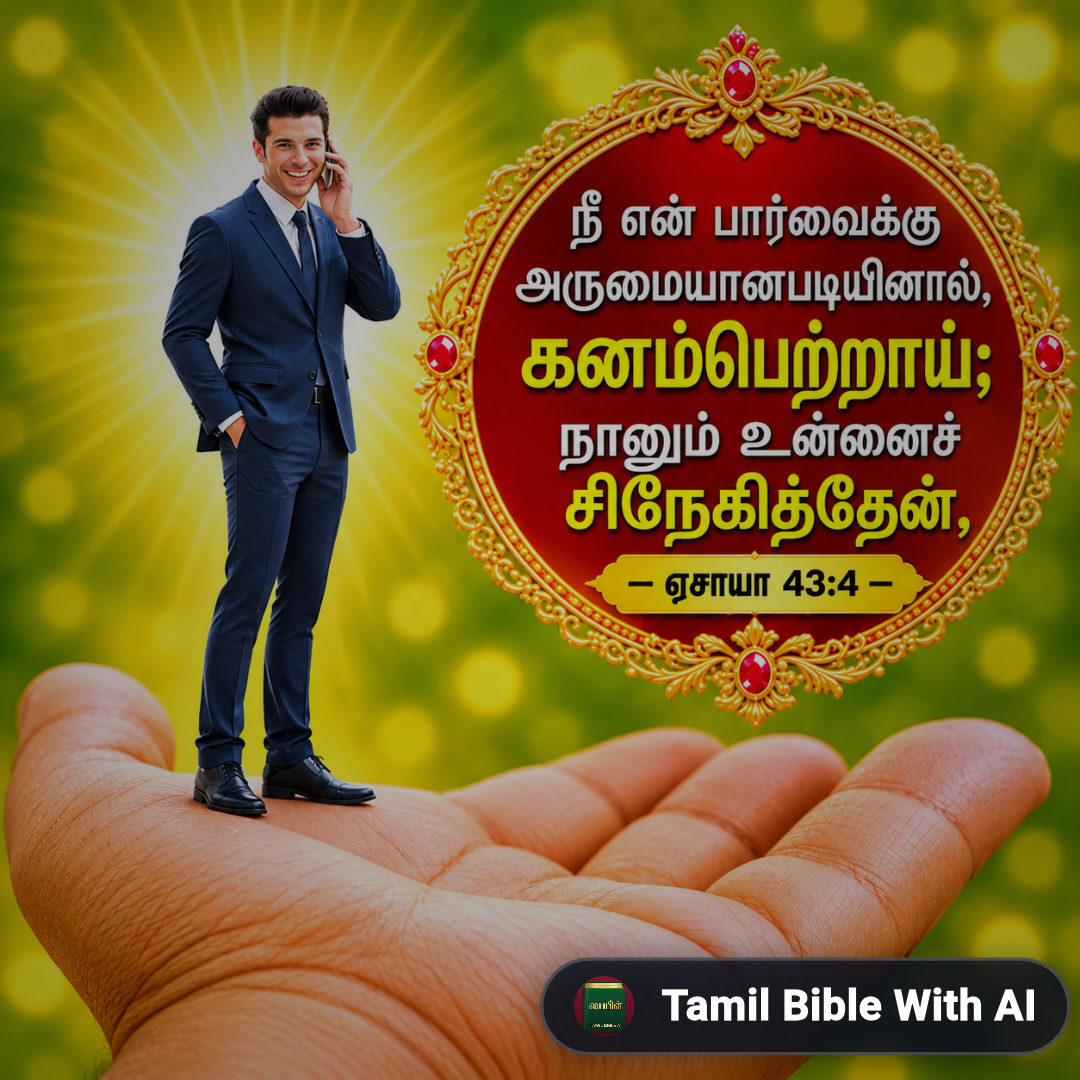 நீ என் பார்வைக்கு
அருமையானபடியினால்,
கனம்பெற்றாய்;
நானும் உன்னைச்
சிநேகித்தேன்,
– ஏசாயா 43:4 –
பைபிள்
Tamil Bible With AI